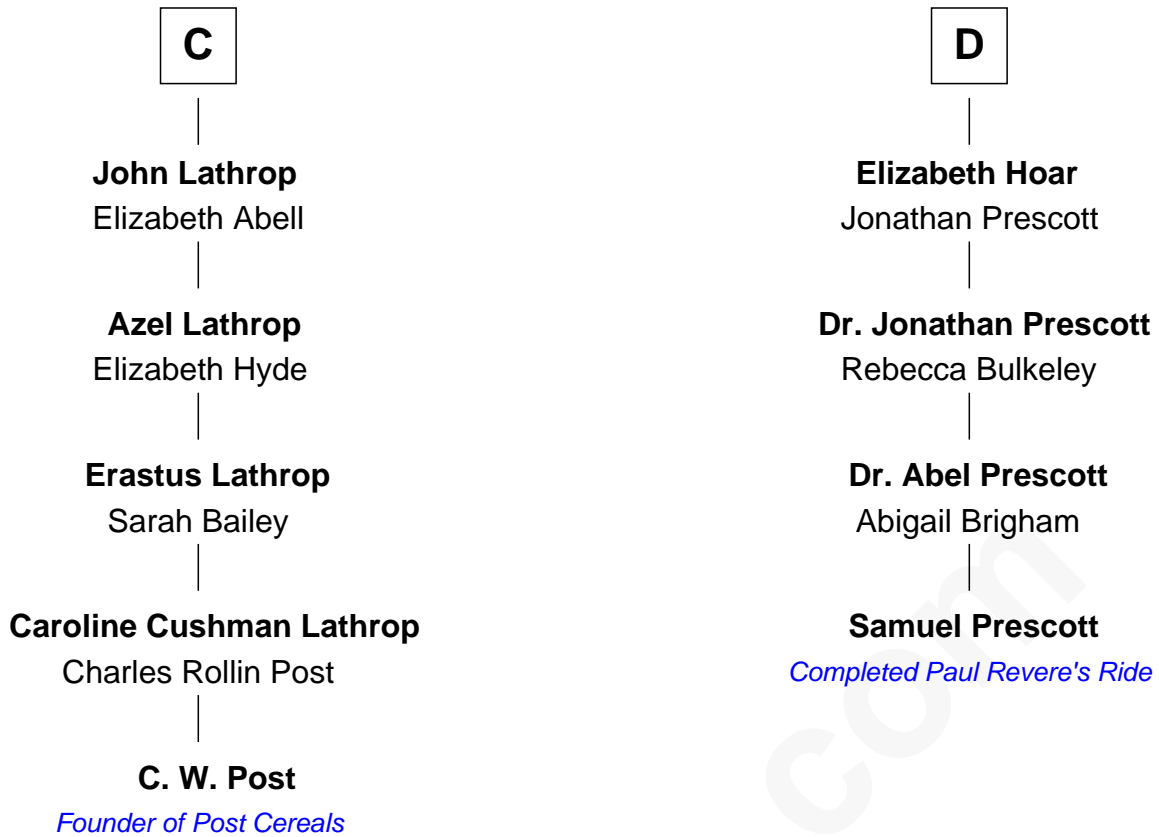 C
John Lathrop
Elizabeth Abell
Azel Lathrop
Elizabeth Hyde
Erastus Lathrop
Sarah Bailey
Caroline Cushman Lathrop
Charles Rollin Post
C. W. Post
Founder of Post Cereals
D
Elizabeth Hoar
Jonathan Prescott
Dr. Jonathan Prescott
Rebecca Bulkeley
Dr. Abel Prescott
Abigail Brigham
Samuel Prescott
Completed Paul Revere's Ride
com